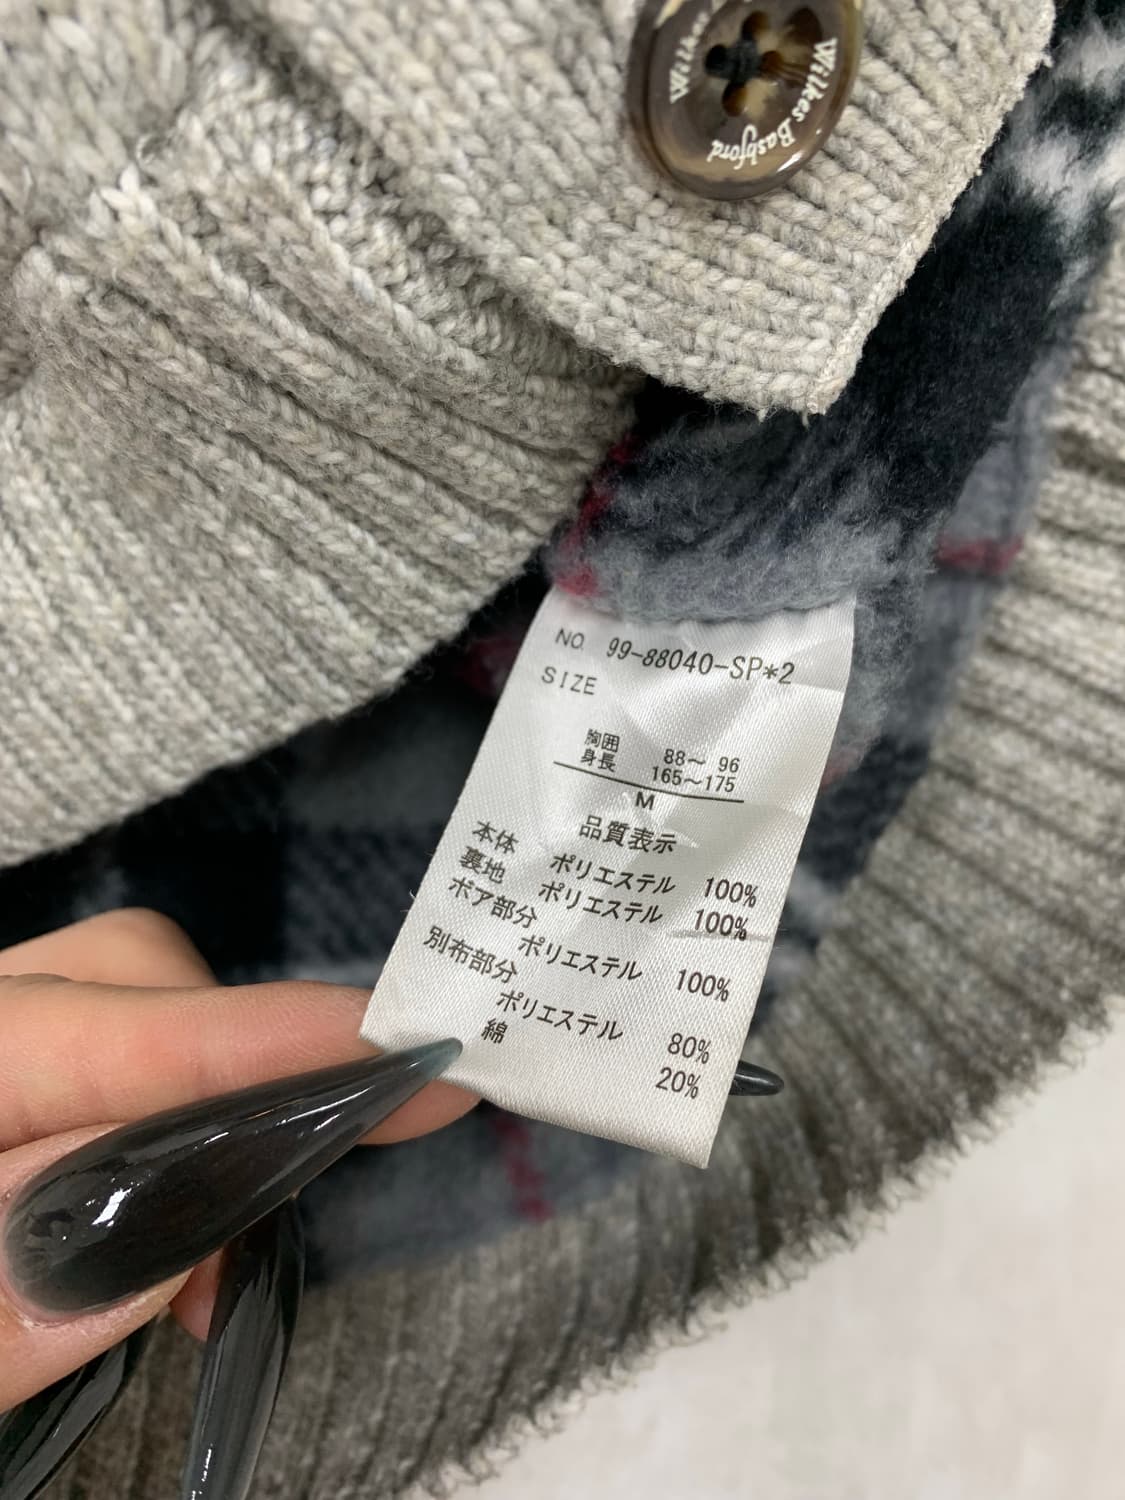 Wilkes Bashford
Wilkes
NO. 99-88040-SP*2
SIZE
胸囲 88～ 96
身長 165～175
M
品質表示
本体 ポリエステル 100%
裏地 ポリエステル 100%
ボア部分
ポリエステル 100%
別布部分
ポリエステル 80%
綿 20%